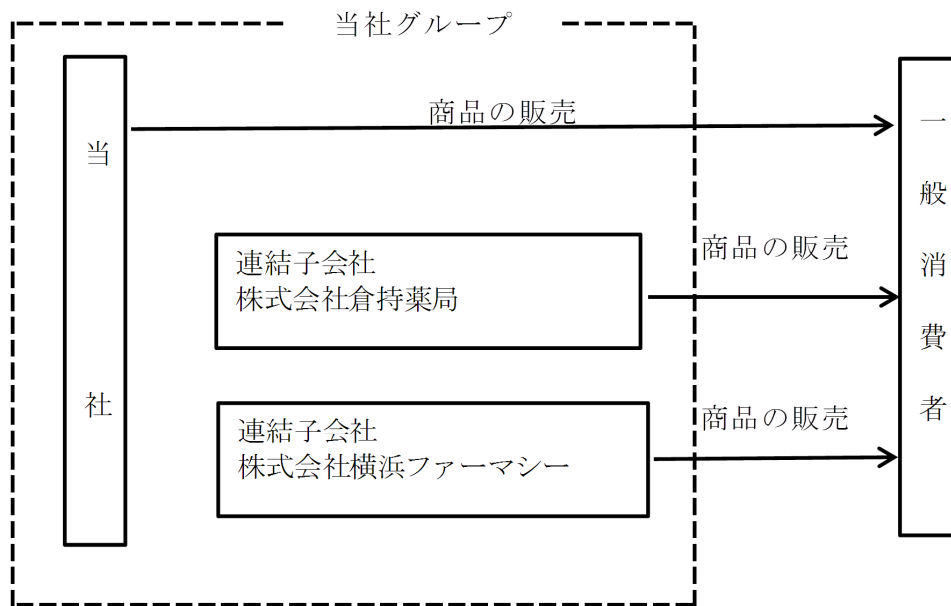 当社グループ
当社
商品の販売
連結子会社
株式会社倉持薬局
商品の販売
連結子会社
株式会社横浜ファーマシー
商品の販売
一般消費者